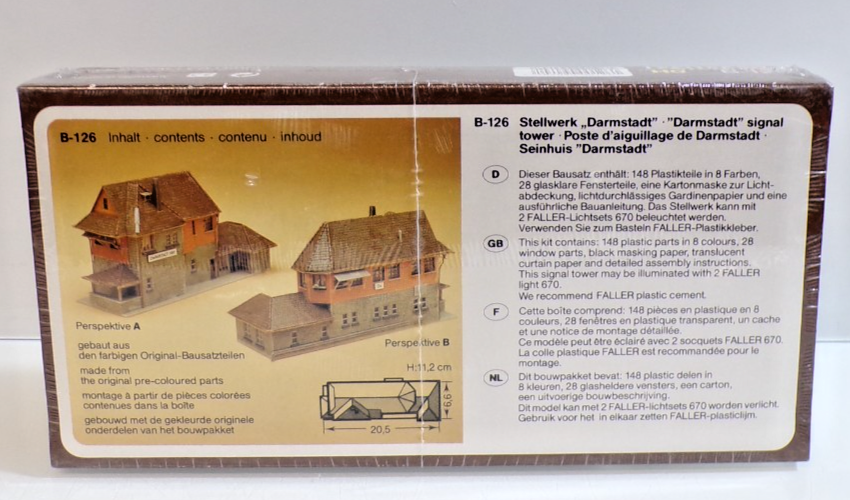 B-126 Inhalt · contents · contenu · inhoud
Perspektive A
gebaut aus
den farbigen Original-Bausatzteilen
made from
the original pre-coloured parts
montage à partir de pièces colorées
contenues dans la boîte
gebouwd met de gekleurde originele
onderdelen van het bouwpakket
Perspektive B
H:11,2 cm
6,6
20,5
B-126 Stellwerk „Darmstadt" · "Darmstadt" signal
tower · Poste d'aiguillage de Darmstadt ·
Seinhuis "Darmstadt"
D Dieser Bausatz enthält: 148 Plastikteile in 8 Farben,
28 glasklare Fensterteile, eine Kartonmaske zur Licht-
abdeckung, lichtdurchlässiges Gardinenpapier und eine
ausführliche Bauanleitung. Das Stellwerk kann mit
2 FALLER-Lichtsets 670 beleuchtet werden.
Verwenden Sie zum Basteln FALLER-Plastikkleber.
GB This kit contains: 148 plastic parts in 8 colours, 28
window parts, black masking paper, translucent
curtain paper and detailed assembly instructions.
This signal tower may be illuminated with 2 FALLER
light 670.
We recommend FALLER plastic cement.
F Cette boîte comprend: 148 pièces en plastique en 8
couleurs, 28 fenêtres en plastique transparent, un cache
et une notice de montage détaillée.
Ce modèle peut être éclairé avec 2 socquets FALLER 670.
La colle plastique FALLER est recommandée pour le
montage.
NL Dit bouwpakket bevat: 148 plastic delen in
8 kleuren, 28 glasheldere vensters, een carton,
een uitvoerige bouwbeschrijving.
Dit model kan met 2 FALLER-lichtsets 670 worden verlicht.
Gebruik voor het in elkaar zetten FALLER-plasticlijm.